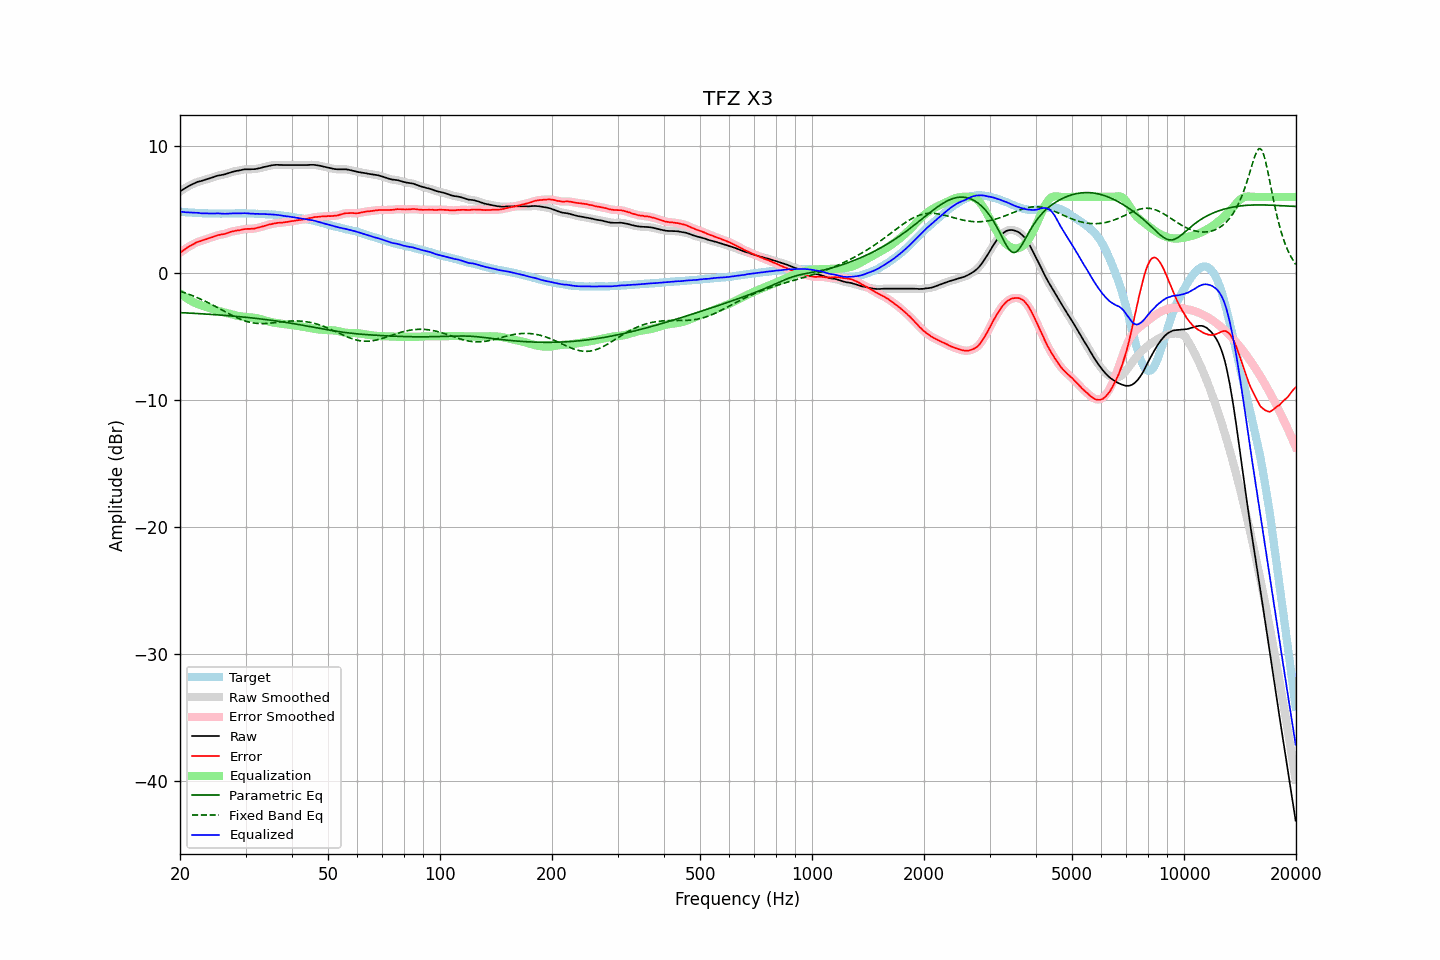 TFZ X3
10
0
−10
−20
−30
−40
Amplitude (dBr)
20
50
100
200
500
1000
2000
5000
10000
20000
Frequency (Hz)
Target
Raw Smoothed
Error Smoothed
Raw
Error
Equalization
Parametric Eq
Fixed Band Eq
Equalized